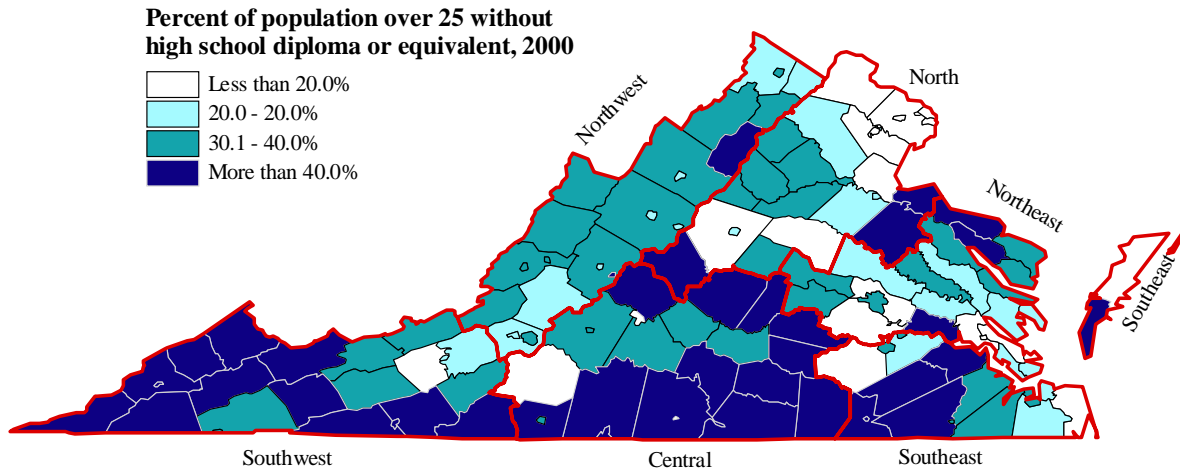 Percent of population over 25 without
high school diploma or equivalent, 2000
Less than 20.0%
20.0 - 20.0%
30.1 - 40.0%
More than 40.0%
North
Northwest
Northeast
Southeast
Southwest
Central
Southeast